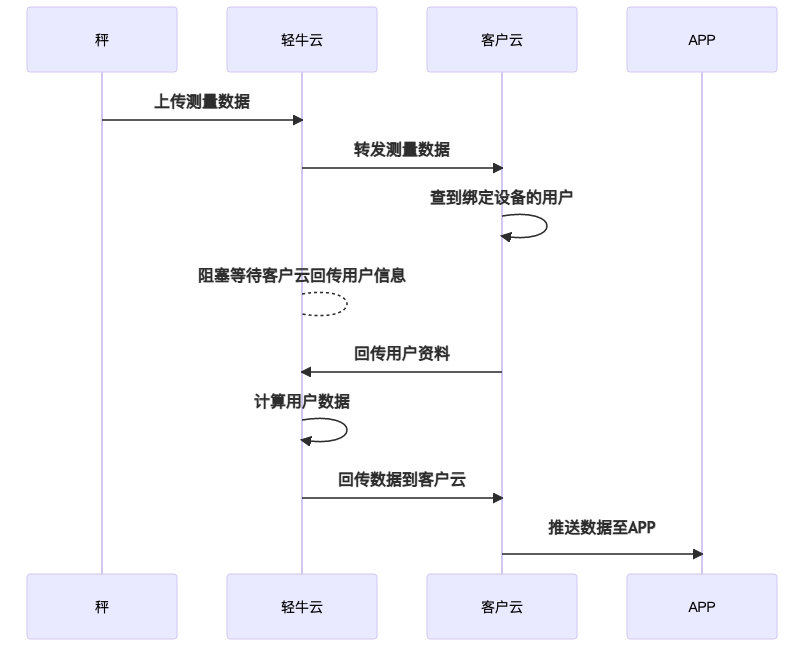 秤
轻牛云
客户云
APP
上传测量数据
转发测量数据
查到绑定设备的用户
阻塞等待客户云回传用户信息
回传用户资料
计算用户数据
回传数据到客户云
推送数据至APP
秤
轻牛云
客户云
APP